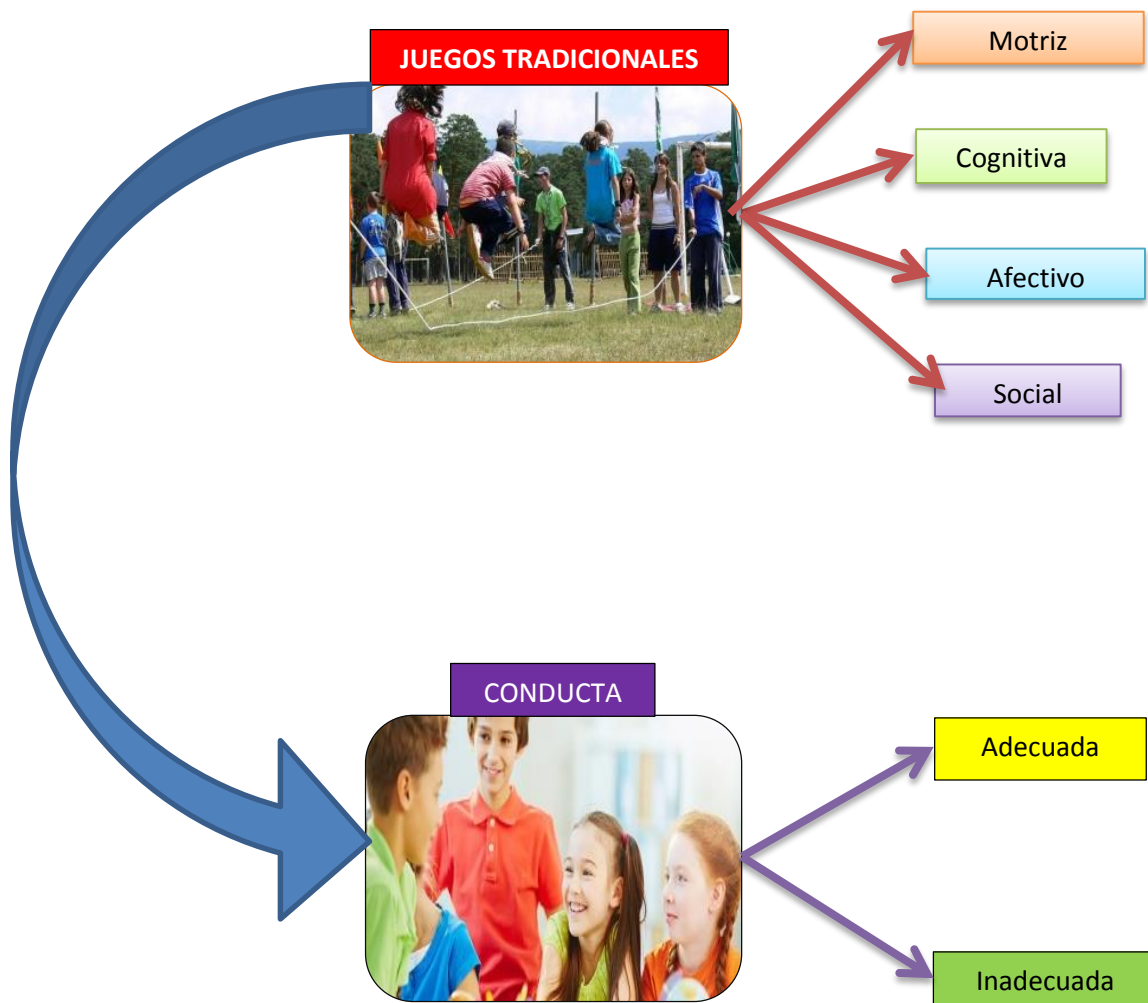 JUEGOS TRADICIONALES
Motriz
Cognitiva
Afectivo
Social
CONDUCTA
Adecuada
Inadecuada